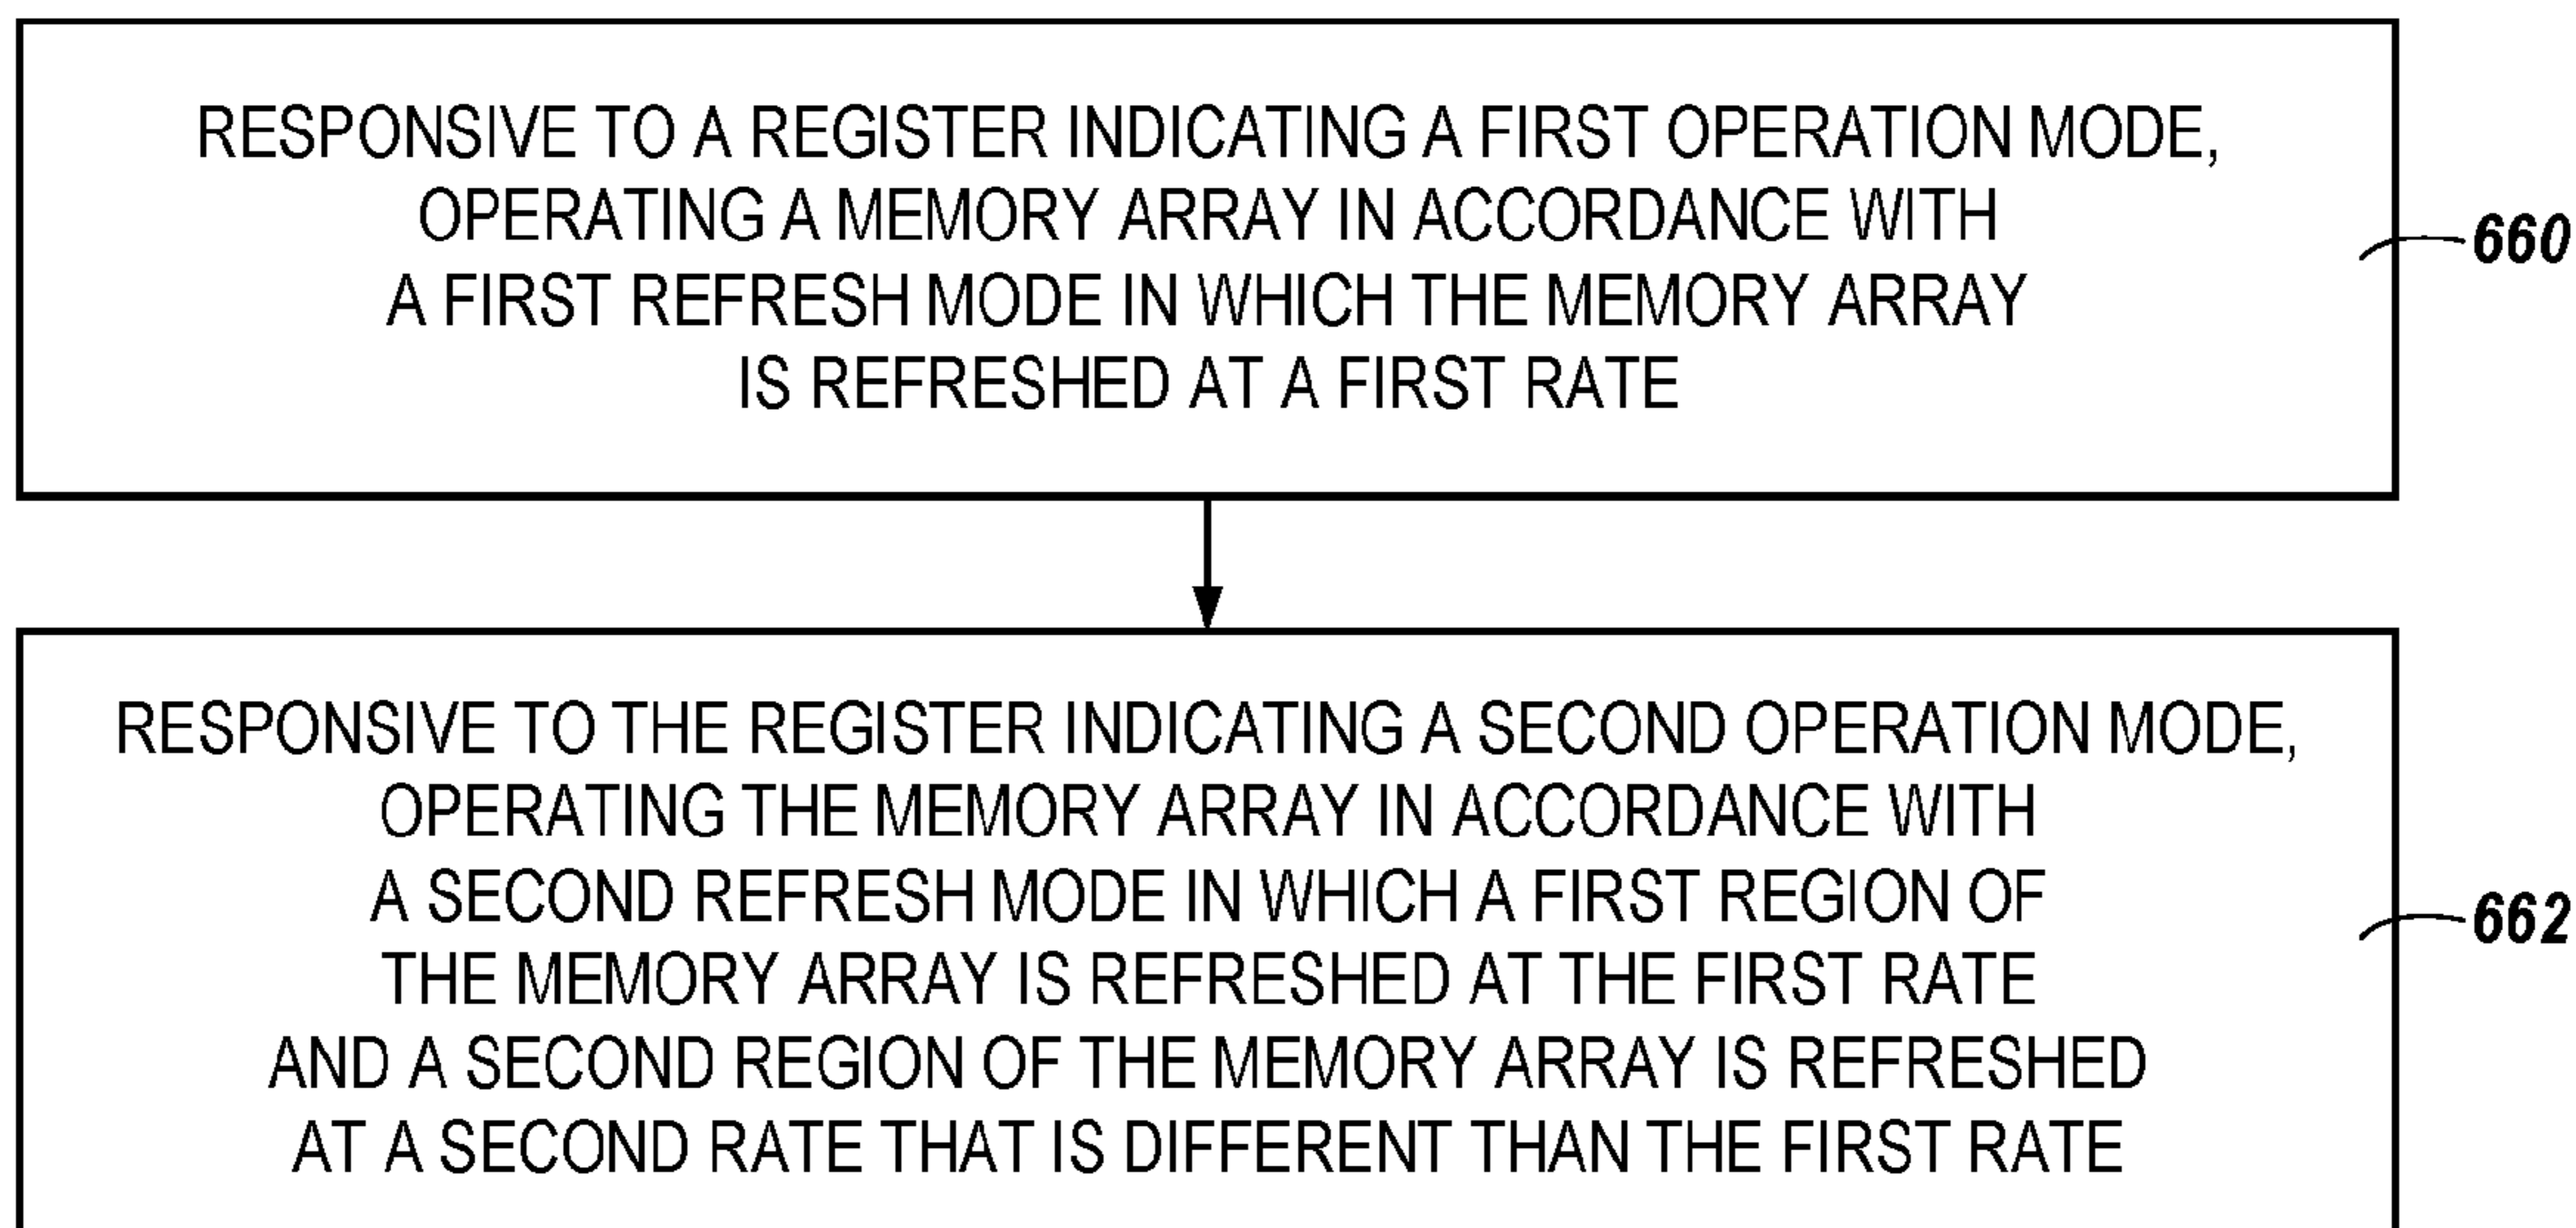 RESPONSIVE TO A REGISTER INDICATING A FIRST OPERATION MODE,
OPERATING A MEMORY ARRAY IN ACCORDANCE WITH
A FIRST REFRESH MODE IN WHICH THE MEMORY ARRAY
IS REFRESHED AT A FIRST RATE
660
RESPONSIVE TO THE REGISTER INDICATING A SECOND OPERATION MODE,
OPERATING THE MEMORY ARRAY IN ACCORDANCE WITH
A SECOND REFRESH MODE IN WHICH A FIRST REGION OF
THE MEMORY ARRAY IS REFRESHED AT THE FIRST RATE
AND A SECOND REGION OF THE MEMORY ARRAY IS REFRESHED
AT A SECOND RATE THAT IS DIFFERENT THAN THE FIRST RATE
662